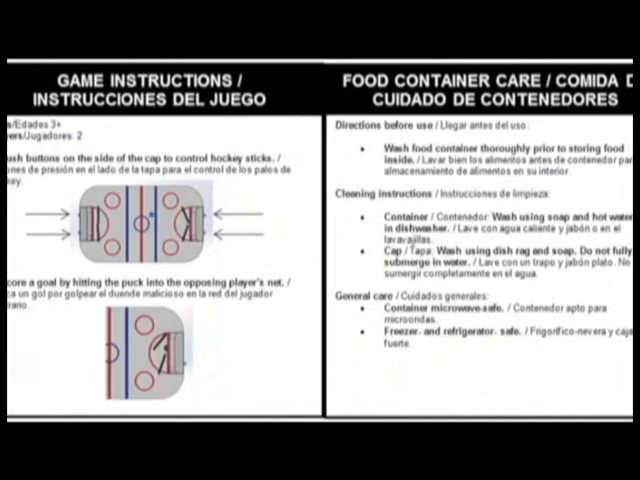 GAME INSTRUCTIONS /
INSTRUCCIONES DEL JUEGO
s/Edades 3+
ers/Jugadores: 2
ush buttons on the side of the cap to control hockey sticks. /
ones de presión en el lado de la tapa para el control de los palos de
key.
core a goal by hitting the puck into the opposing player's net. /
ca un gol por golpear el duende malicioso en la red del jugador
rario
FOOD CONTAINER CARE / COMIDA D
CUIDADO DE CONTENEDORES
Directions before use / Llegar antes del uso:
• Wash food container thoroughly prior to storing food
inside. / Lavar bien los alimentos antes de contenedor par
almacenamiento de alimentos en su interior.
Cleaning instructions / Instrucciones de limpieza:
• Container / Contenedor: Wash using soap and hot water
in dishwasher. / Lave con agua caliente y jabón o en el
lavavajillas.
• Cap / Tapa: Wash using dish rag and soap. Do not fully
submerge in water. / Lave con un trapo y jabón plato. No
sumergir completamente en el agua.
General care / Cuidados generales:
• Container microwave safe. / Contenedor apto para
microondas.
• Freezer- and refrigerator- safe. / Frigorífico-nevera y caja
fuerte.